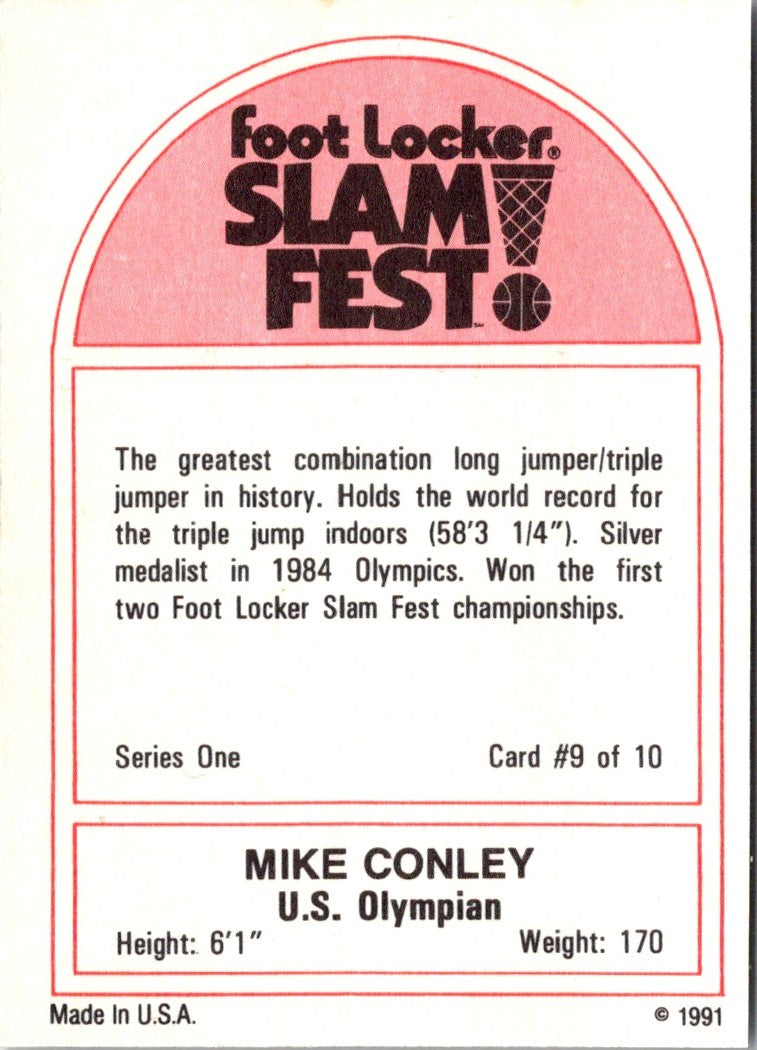 foot Locker®
SLAM
FEST!℠
The greatest combination long jumper/triple
jumper in history. Holds the world record for
the triple jump indoors (58'3 1/4"). Silver
medalist in 1984 Olympics. Won the first
two Foot Locker Slam Fest championships.
Series One
Card #9 of 10
MIKE CONLEY
U.S. Olympian
Height: 6'1"
Weight: 170
Made In U.S.A.
© 1991